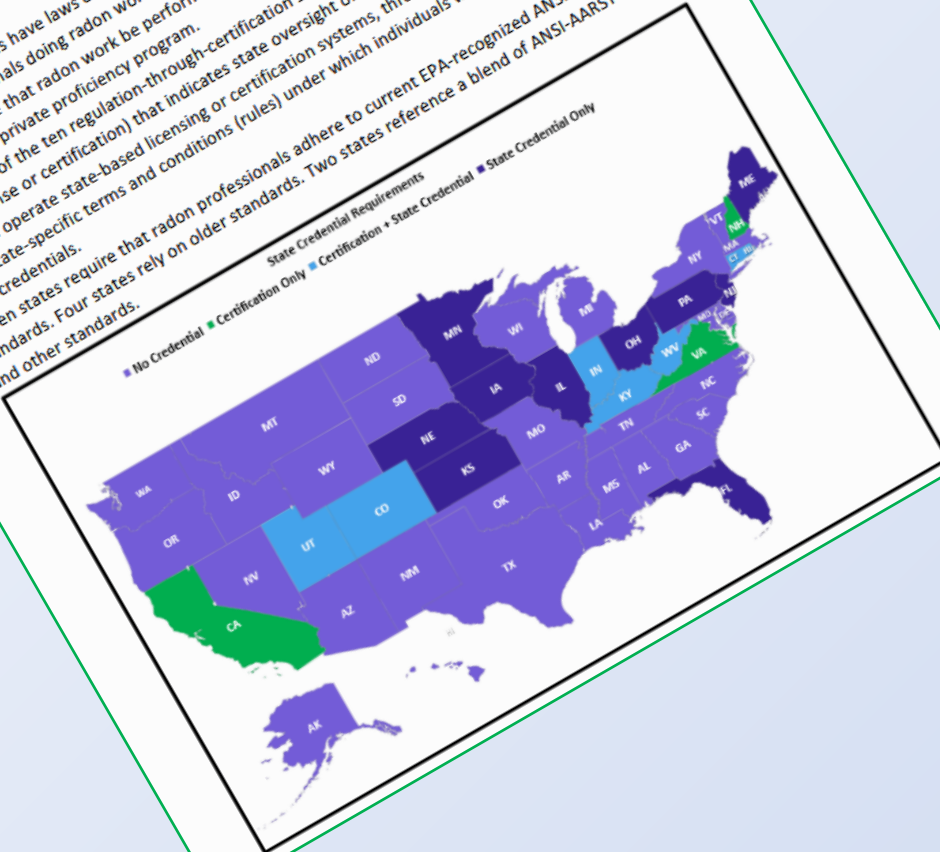 s have laws
als doing radon
that radon work be perform
private proficiency program.
of the ten regulation-through-certification
se or certification) that indicates state oversight
operate state-based licensing or certification systems,
ate-specific terms and conditions (rules) under which individuals
credentials.
en states require that radon professionals adhere to current EPA-recognized
ndards. Four states rely on older standards. Two states reference a blend of ANSI-AARST
nd other standards.
State Credential Requirements
No Credential Certification Only Certification + State Credential State Credential Only
ME
VT
NH
MA
NY
CT RI
PA
NJ
MI
MD DE
MN
WI
OH
WV
VA
ND
IN
IA
IL
KY
NC
SD
MT
NE
MO
TN
SC
WY
KS
GA
AR
AL
MS
FL
WA
ID
CO
OK
LA
OR
UT
NV
NM
TX
AZ
CA
HI
AK